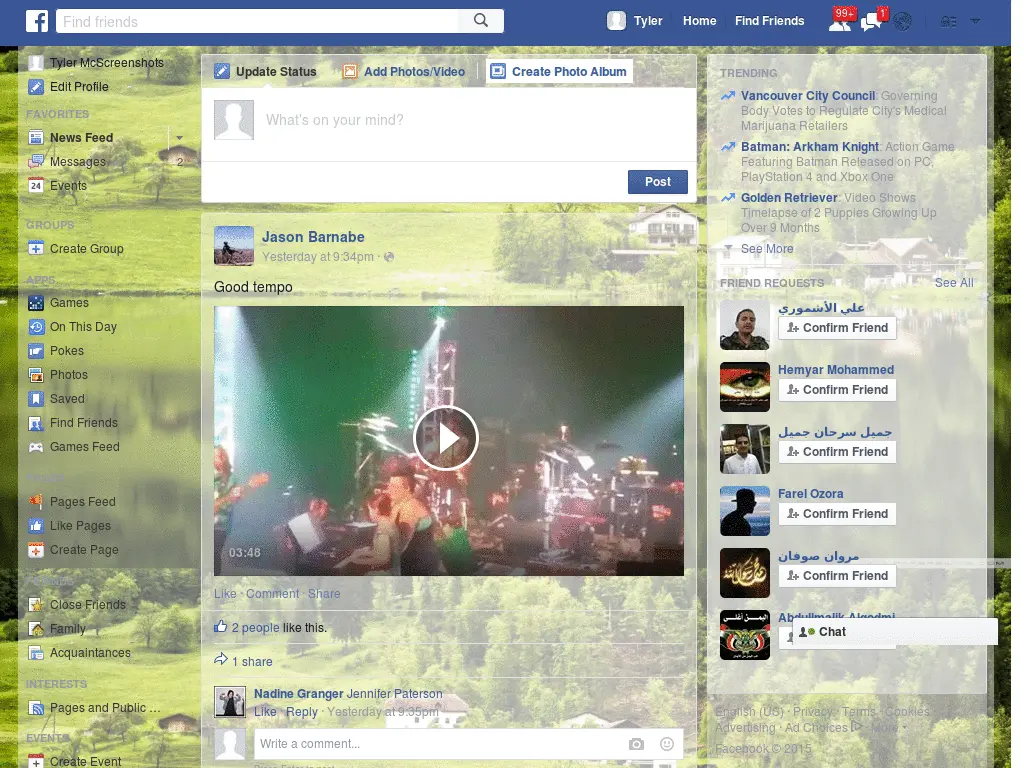 f
Find friends
Tyler
Home
Find Friends
99+
1
Tyler McScreenshots
Edit Profile
FAVORITES
News Feed
Messages
2
24
Events
GROUPS
Create Group
APPS
Games
On This Day
Pokes
Photos
Saved
Find Friends
Games Feed
Pages Feed
Like Pages
Create Page
Close Friends
Family
Acquaintances
INTERESTS
Pages and Public ...
EVENTS
Create Event
Update Status
Add Photos/Video
Create Photo Album
What's on your mind?
Post
Jason Barnabe
Yesterday at 9:34pm ·
Good tempo
03:48
Like · Comment · Share
2 people like this.
1 share
Nadine Granger Jennifer Paterson
Like · Reply · Yesterday at 9:35pm
Write a comment...
TRENDING
Vancouver City Council: Governing
Body Votes to Regulate City's Medical
Marijuana Retailers
Batman: Arkham Knight: Action Game
Featuring Batman Released on PC,
PlayStation 4 and Xbox One
Golden Retriever: Video Shows
Timelapse of 2 Puppies Growing Up
Over 9 Months
See More
FRIEND REQUESTS
See All
علي الأسموري
Confirm Friend
Hemyar Mohammed
Confirm Friend
جميل سرحان جميل
Confirm Friend
Farel Ozora
Confirm Friend
مروان صوفان
Confirm Friend
Abdullmalik
Chat
English (US) · Privacy · Terms · Cookies ·
Advertising · Ad Choices · More
Facebook © 2015